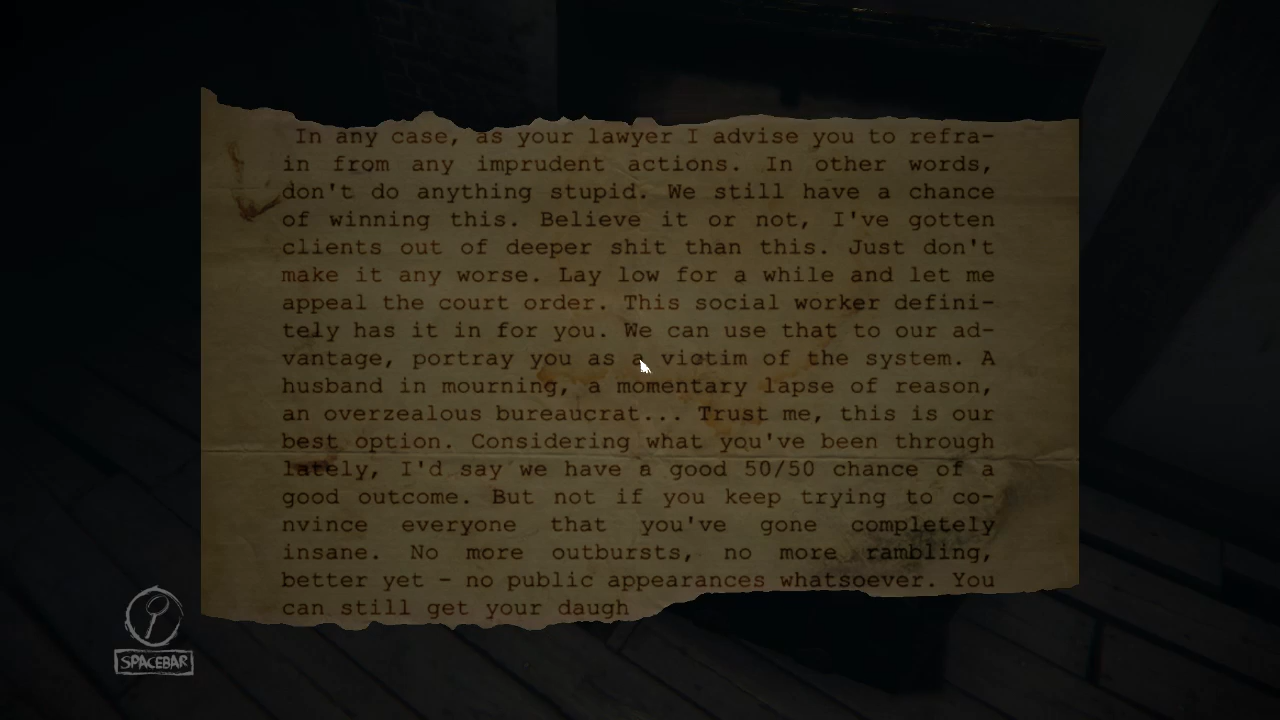 In any case, as your lawyer I advise you to refra-
in from any imprudent actions. In other words,
don't do anything stupid. We still have a chance
of winning this. Believe it or not, I've gotten
clients out of deeper shit than this. Just don't
make it any worse. Lay low for a while and let me
appeal the court order. This social worker defini-
tely has it in for you. We can use that to our ad-
vantage, portray you as a victim of the system. A
husband in mourning, a momentary lapse of reason,
an overzealous bureaucrat... Trust me, this is our
best option. Considering what you've been through
lately, I'd say we have a good 50/50 chance of a
good outcome. But not if you keep trying to co-
nvince everyone that you've gone completely
insane. No more outbursts, no more rambling,
better yet – no public appearances whatsoever. You
can still get your daugh
SPACEBAR